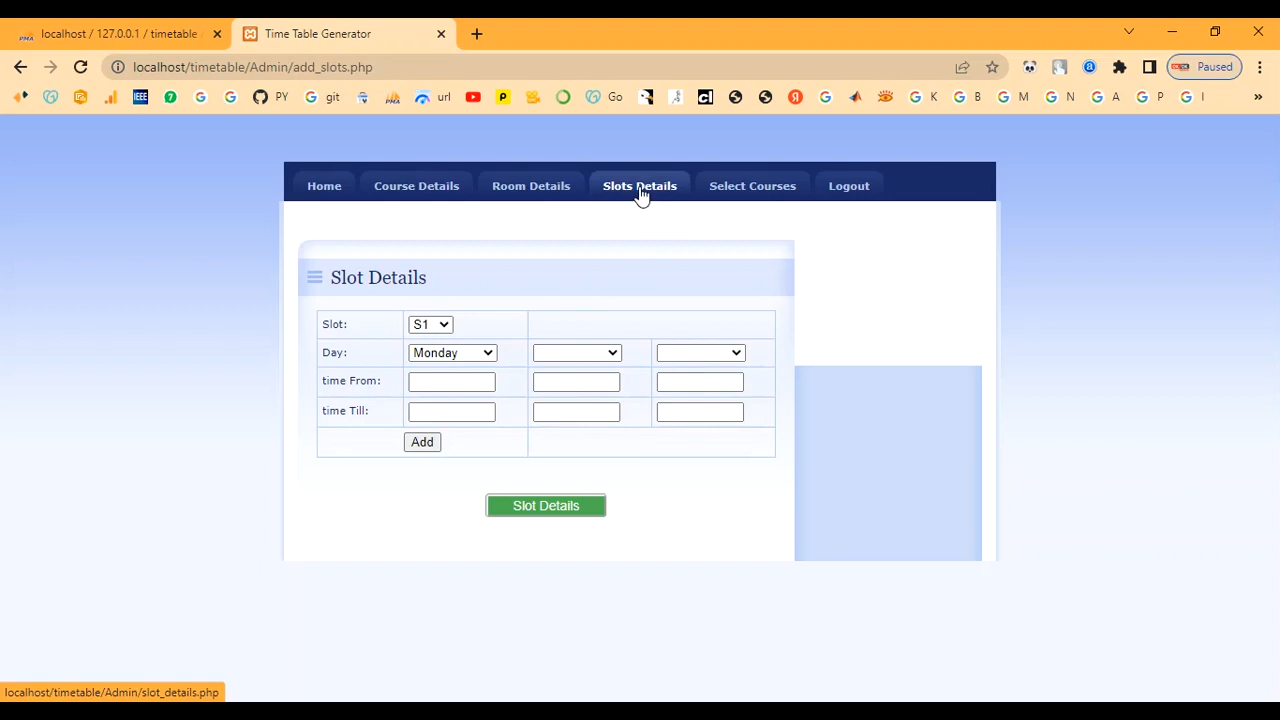 localhost / 127.0.0.1 / timetable
Time Table Generator
localhost/timetable/Admin/add_slots.php
Paused
PY
git
url
Go
K
B
M
N
A
P
I
Home
Course Details
Room Details
Slots Details
Select Courses
Logout
Slot Details
Slot:
S1
Day:
Monday
time From:
time Till:
Add
Slot Details
localhost/timetable/Admin/slot_details.php